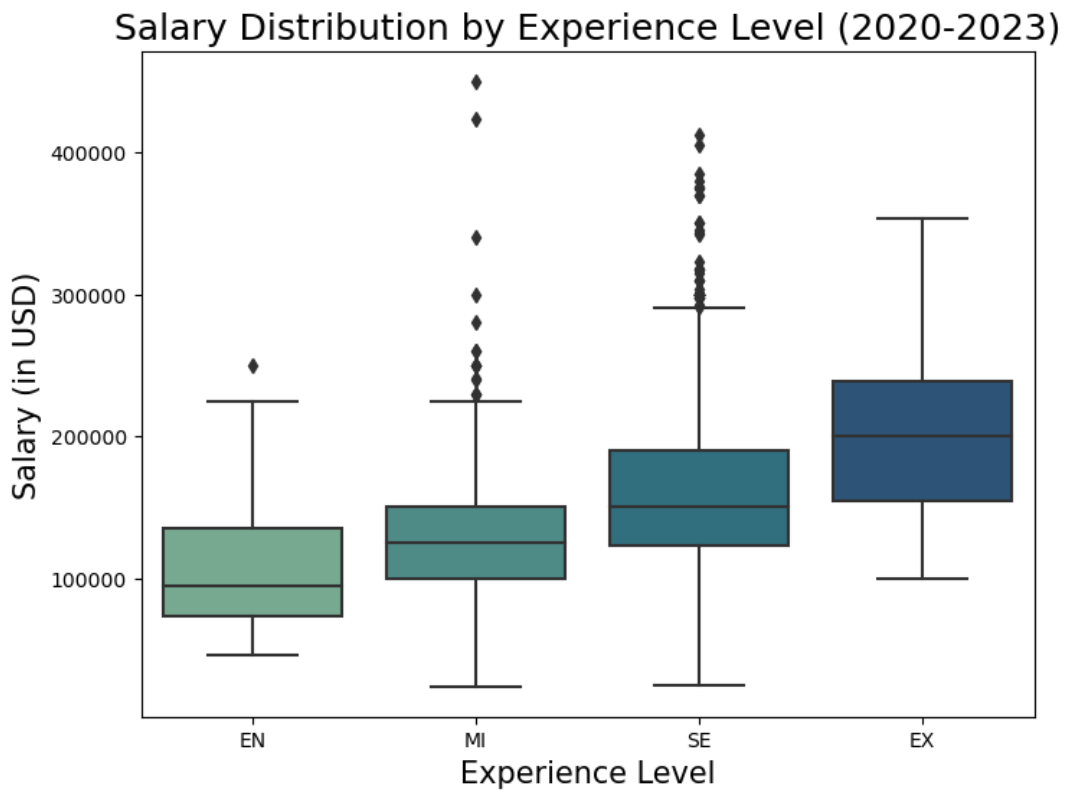 Salary Distribution by Experience Level (2020-2023)
Salary (in USD)
400000
300000
200000
100000
EN MI SE EX
Experience Level